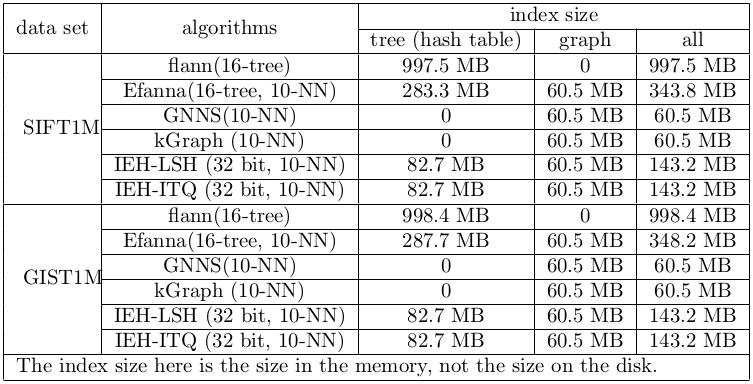 data set algorithms index size
tree (hash table) graph all
SIFT1M
flann(16-tree) 997.5 MB 0 997.5 MB
Efanna(16-tree, 10-NN) 283.3 MB 60.5 MB 343.8 MB
GNNS(10-NN) 0 60.5 MB 60.5 MB
kGraph (10-NN) 0 60.5 MB 60.5 MB
IEH-LSH (32 bit, 10-NN) 82.7 MB 60.5 MB 143.2 MB
IEH-ITQ (32 bit, 10-NN) 82.7 MB 60.5 MB 143.2 MB
GIST1M
flann(16-tree) 998.4 MB 0 998.4 MB
Efanna(16-tree, 10-NN) 287.7 MB 60.5 MB 348.2 MB
GNNS(10-NN) 0 60.5 MB 60.5 MB
kGraph (10-NN) 0 60.5 MB 60.5 MB
IEH-LSH (32 bit, 10-NN) 82.7 MB 60.5 MB 143.2 MB
IEH-ITQ (32 bit, 10-NN) 82.7 MB 60.5 MB 143.2 MB
The index size here is the size in the memory, not the size on the disk.